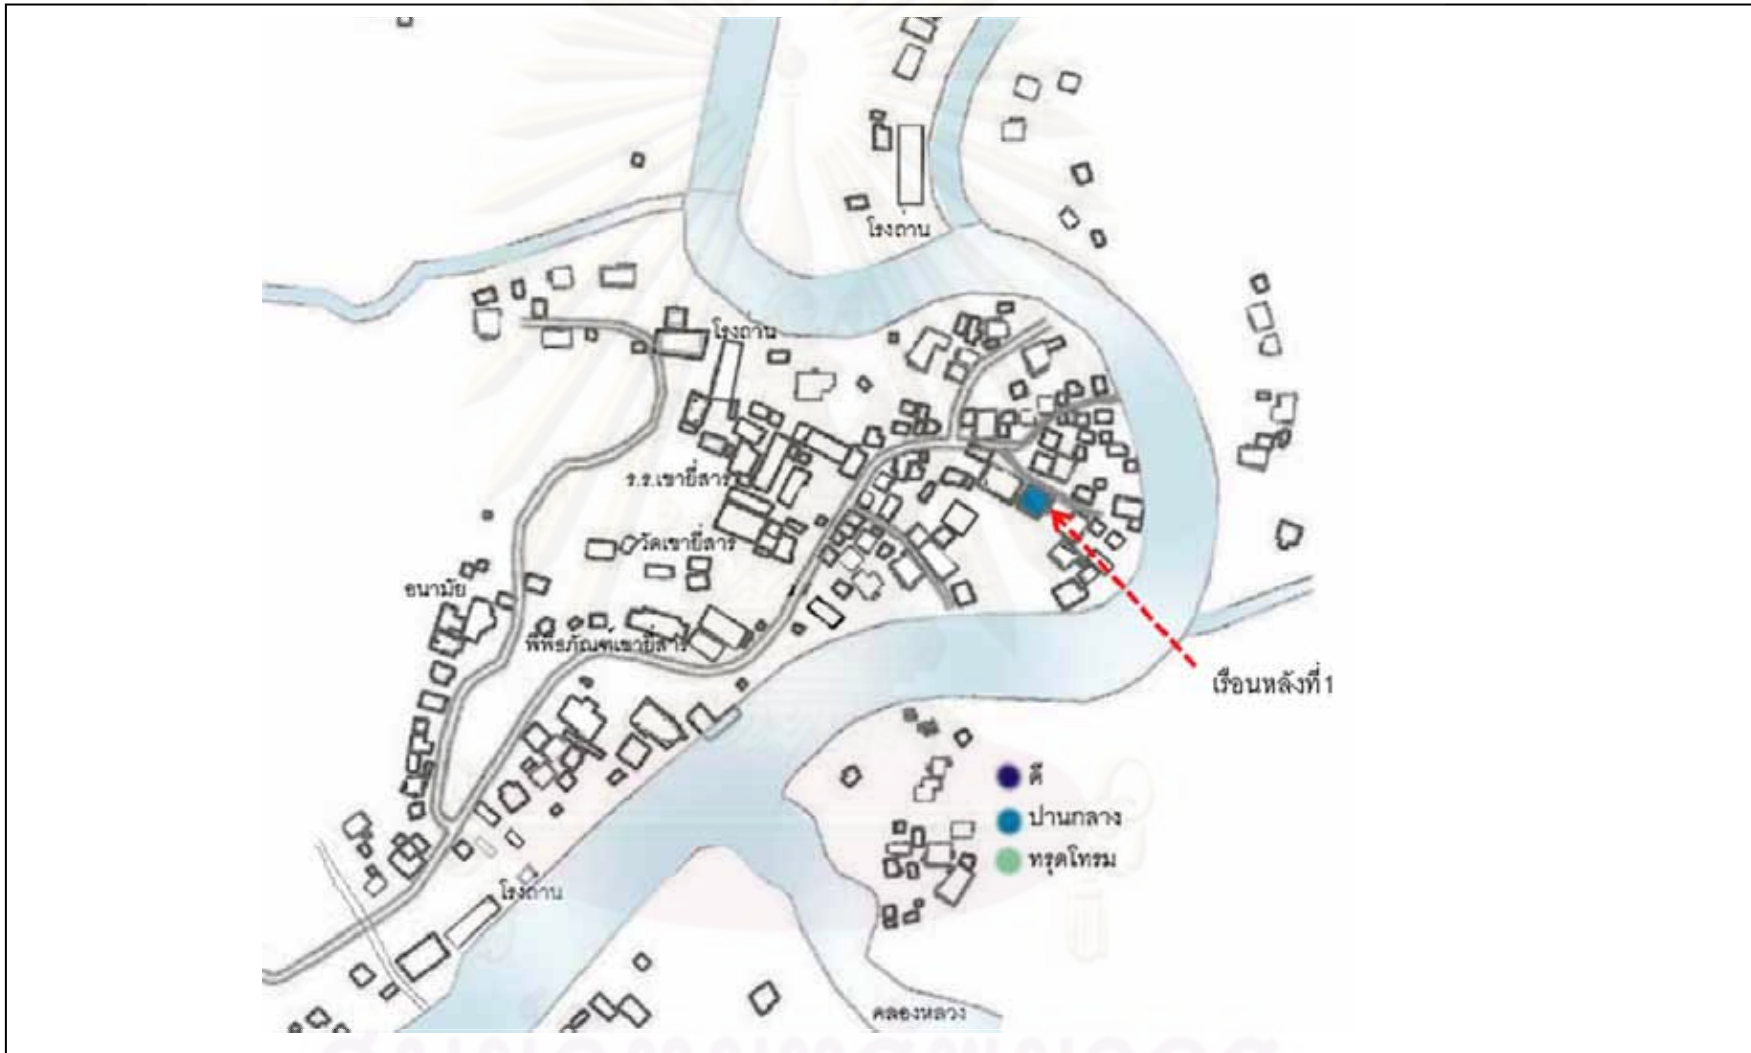 โรงถ่าน
โรงถ่าน
ร.ร.เขายี่สาร
วัดเขายี่สาร
อนามัย
พิพิธภัณฑ์เขายี่สาร
เรือนหลังที่1
ดี
ปานกลาง
ทรุดโทรม
โรงถ่าน
คลองหลวง